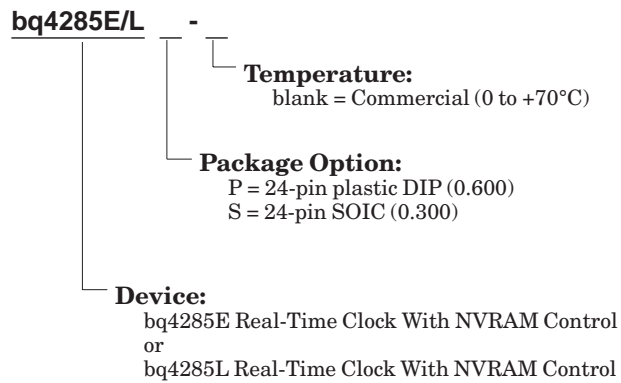 bq4285E/L _ - _
Temperature:
blank = Commercial (0 to +70°C)
Package Option:
P = 24-pin plastic DIP (0.600)
S = 24-pin SOIC (0.300)
Device:
bq4285E Real-Time Clock With NVRAM Control
or
bq4285L Real-Time Clock With NVRAM Control